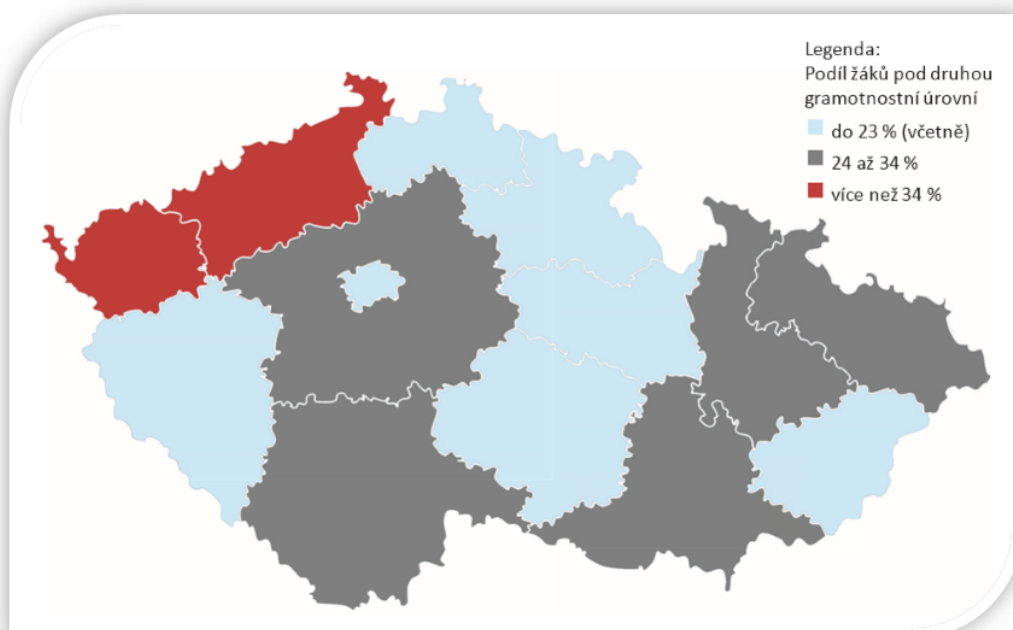 Legenda:
Podíl žáků pod druhou
gramotnostní úrovní
do 23 % (včetně)
24 až 34 %
více než 34 %